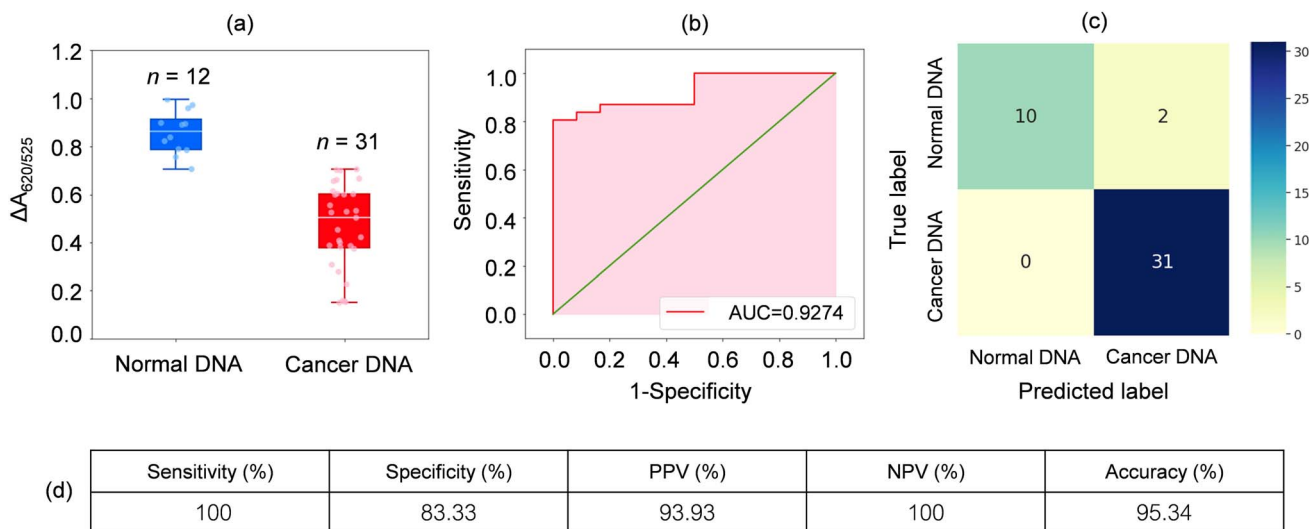 (a)
ΔA620/525
1.2
1.0
0.8
0.6
0.4
0.2
0.0
n = 12
n = 31
Normal DNA
Cancer DNA
(b)
Sensitivity
1.0
0.8
0.6
0.4
0.2
0.0
AUC=0.9274
0.0 0.2 0.4 0.6 0.8 1.0
1-Specificity
(c)
True label
Normal DNA
Cancer DNA
10 2
0 31
Normal DNA Cancer DNA
Predicted label
30
25
20
15
10
5
0
(d)
Sensitivity (%) Specificity (%) PPV (%) NPV (%) Accuracy (%)
100 83.33 93.93 100 95.34